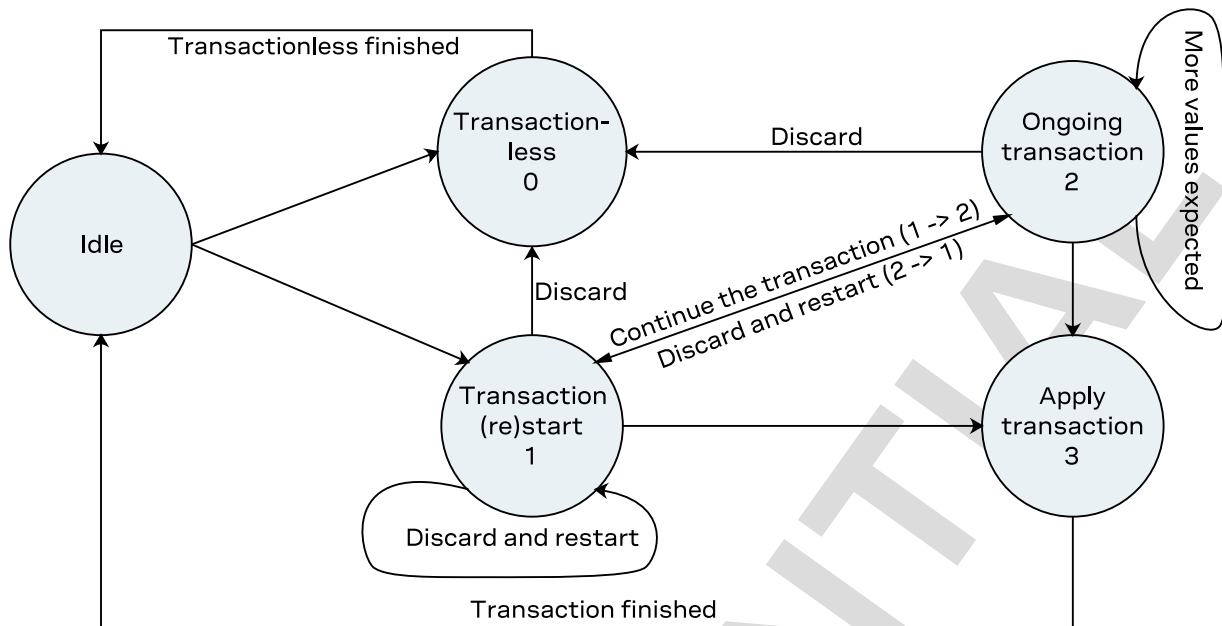 Transactionless finished
Transaction-
less
0
Ongoing
transaction
2
More values expected
Discard
Idle
Continue the transaction (1 -> 2)
Discard and restart (2 -> 1)
Discard
Transaction
(re)start
1
Apply
transaction
3
Discard and restart
Transaction finished